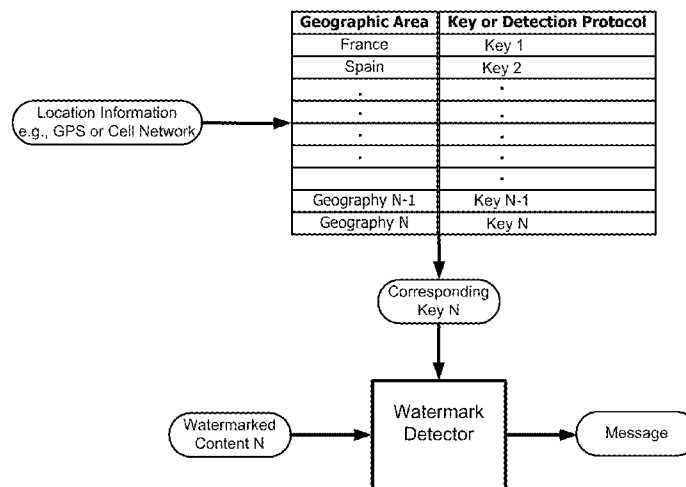 Geographic Area Key or Detection Protocol
France Key 1
Spain Key 2
. .
. .
. .
. .
.
Geography N-1 Key N-1
Geography N Key N
Location Information
e.g., GPS or Cell Network
Corresponding
Key N
Watermarked
Content N
Watermark
Detector
Message